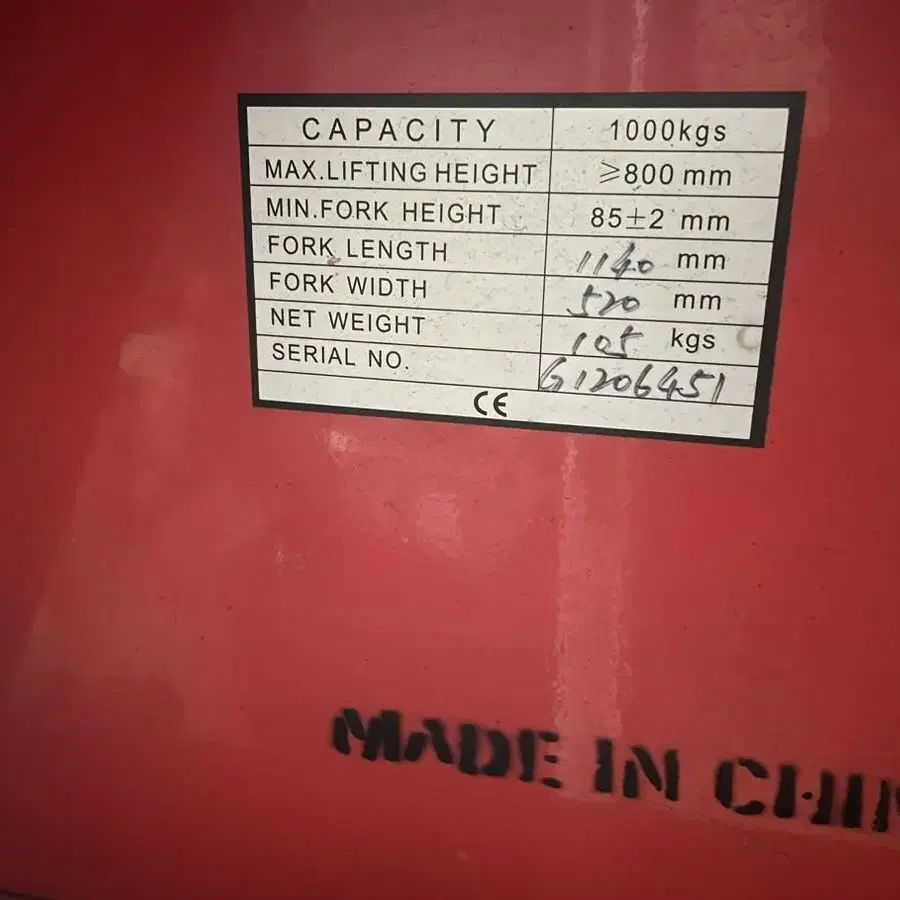 CAPACITY 1000kgs
MAX.LIFTING HEIGHT ≥800 mm
MIN.FORK HEIGHT 85±2 mm
FORK LENGTH 1140 mm
FORK WIDTH 520 mm
NET WEIGHT 105 kgs
SERIAL NO. G1206451
CE
MADE IN CHIN